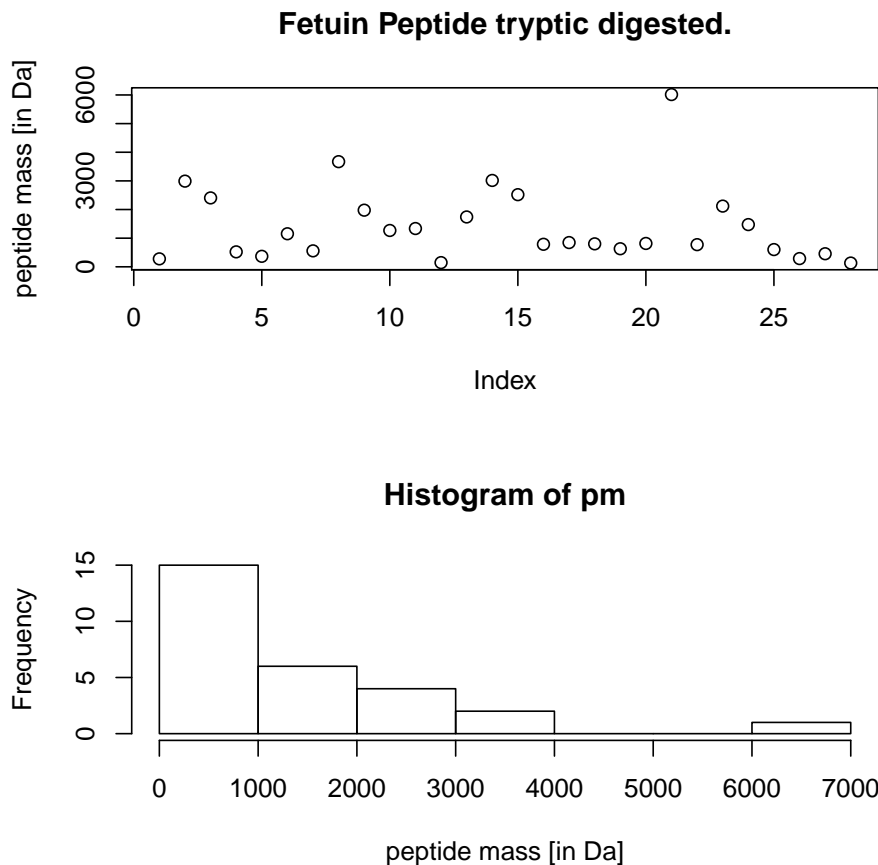 Fetuin Peptide tryptic digested.
peptide mass [in Da]
6000
3000
0
0 5 10 15 20 25
Index
Histogram of pm
Frequency
15
10
5
0
0 1000 2000 3000 4000 5000 6000 7000
peptide mass [in Da]